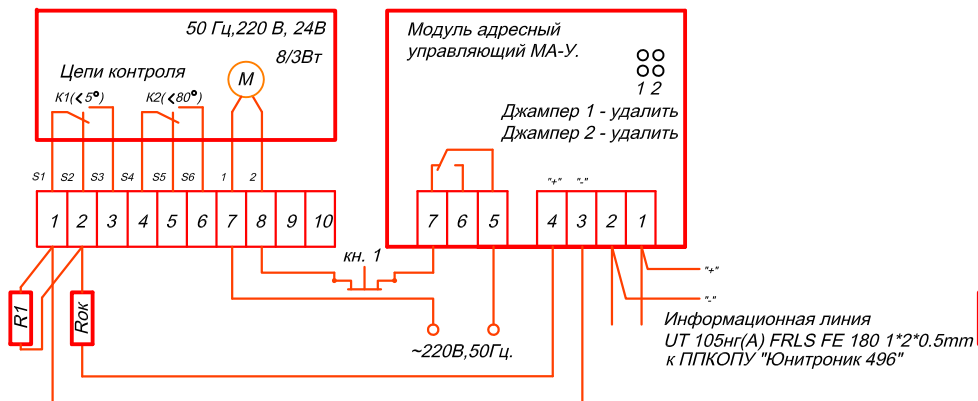 50 Гц,220 В, 24В
8/3Вт
Цепи контроля
М
К1(<5°)
К2(<80°)
Модуль адресный
управляющий МА-У.
1 2
Джампер 1 - удалить
Джампер 2 - удалить
S1
S2
S3
S4
S5
S6
1
2
"+"
"-"
1
2
3
4
5
6
7
8
9
10
7
6
5
4
3
2
1
кн. 1
"+"
"-"
R1
Rок
~220В,50Гц.
Информационная линия
UT 105нг(А) FRLS FE 180 1*2*0.5mm
к ППКОПУ "Юнитроник 496"